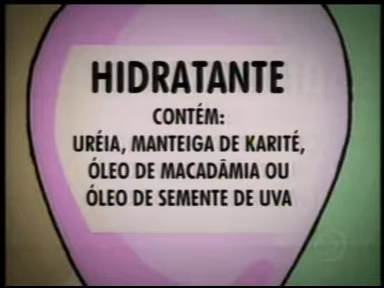 HIDRATANTE
CONTÉM:
URÉIA, MANTEIGA DE KARITÉ,
ÓLEO DE MACADÂMIA OU
ÓLEO DE SEMENTE DE UVA